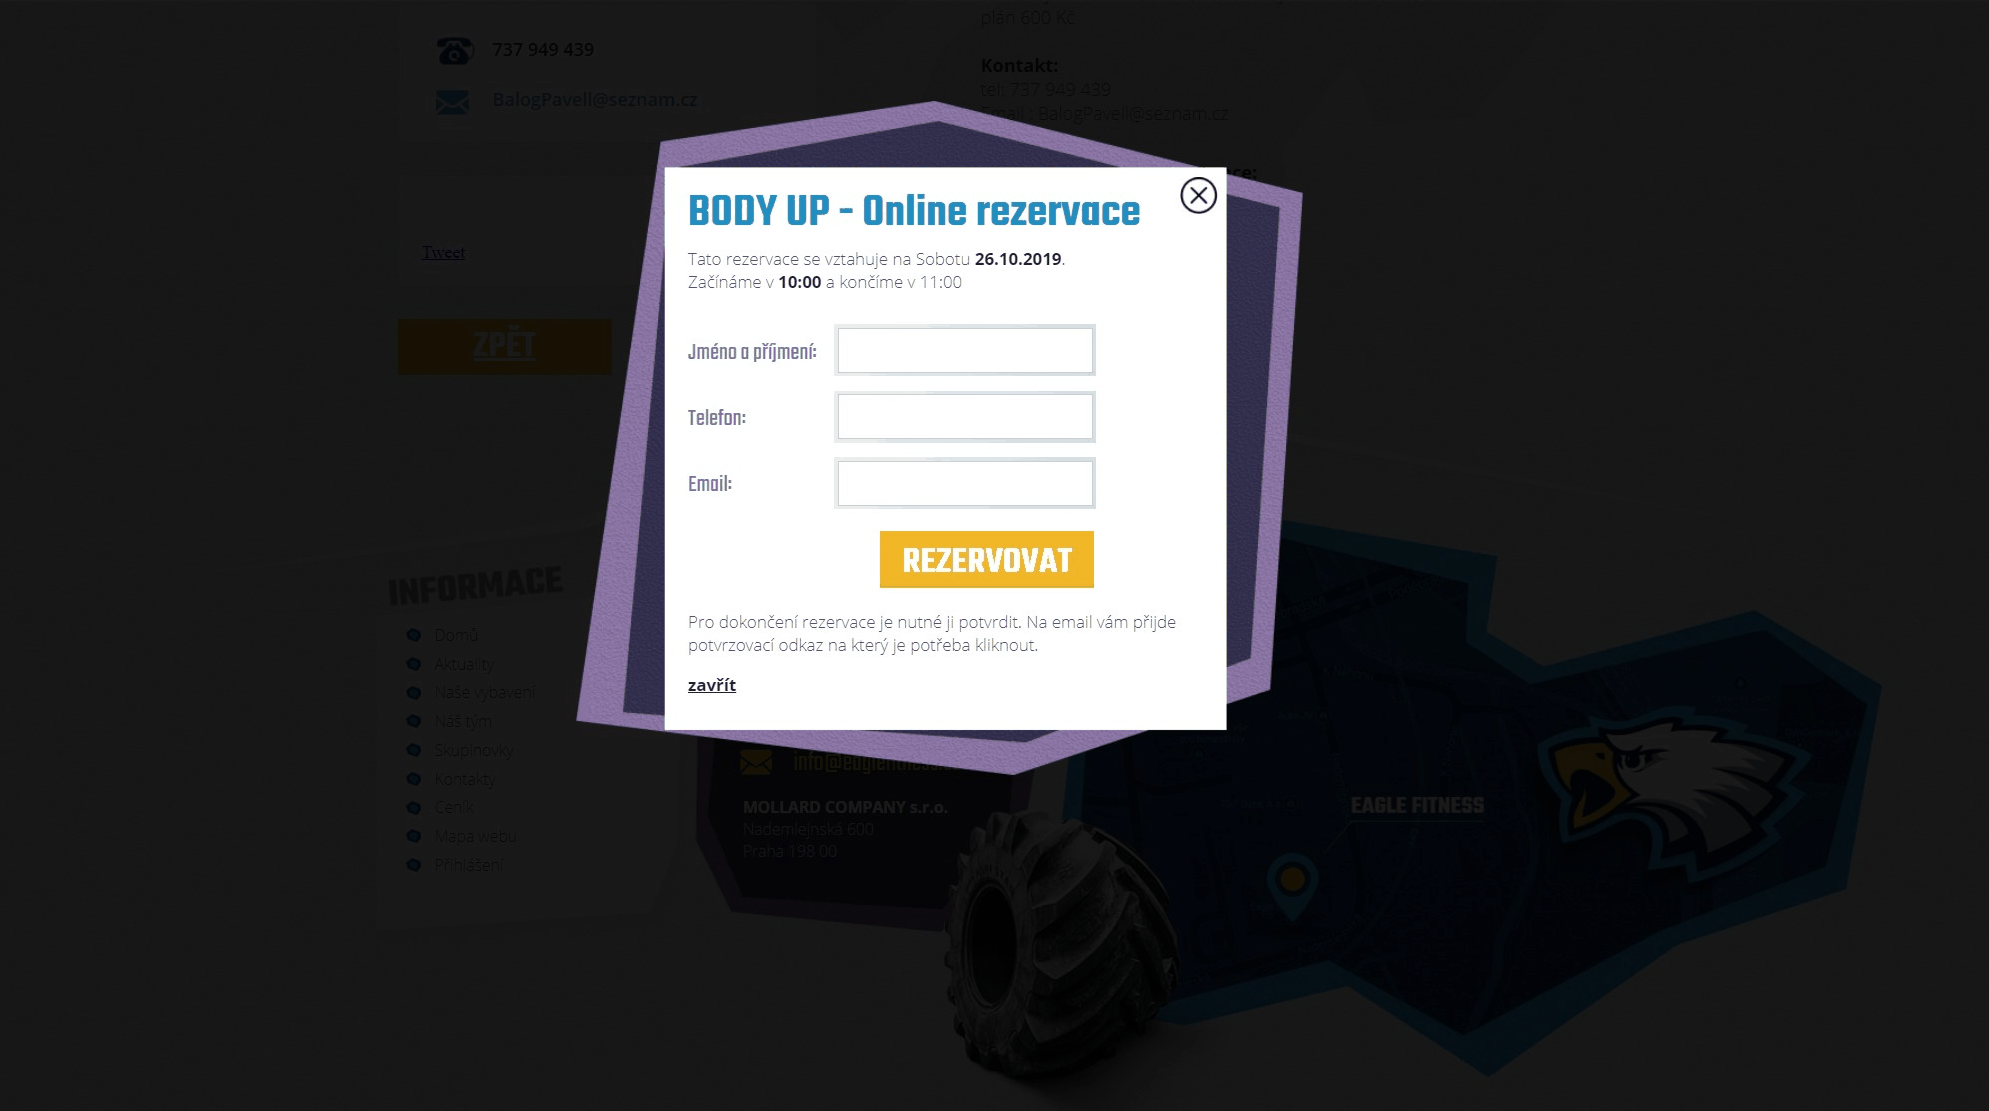 plán 600 Kč
737 949 439
BalogPavell@seznam.cz
Kontakt:
tel: 737 949 439
Email : BalogPavell@seznam.cz
Tweet
ZPĚT
BODY UP - Online rezervace
Tato rezervace se vztahuje na Sobotu 26.10.2019.
Začínáme v 10:00 a končíme v 11:00
Jméno a příjmení:
Telefon:
Email:
REZERVOVAT
Pro dokončení rezervace je nutné ji potvrdit. Na email vám přijde
potvrzovací odkaz na který je potřeba kliknout.
zavřít
INFORMACE
Domů
Aktuality
Naše vybavení
Náš tým
Skupinovky
Kontakty
Ceník
Mapa webu
Přihlášení
MOLLARD COMPANY s.r.o.
Nademlejnská 600
Praha 198 00
EAGLE FITNESS